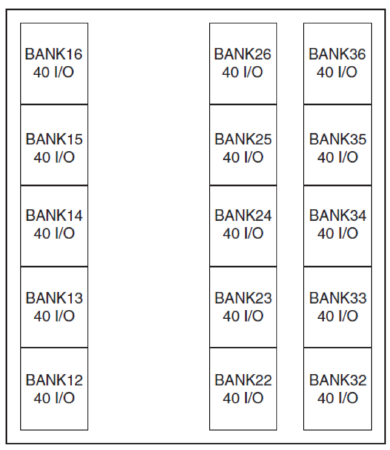 BANK16
40 I/O
BANK26
40 I/O
BANK36
40 I/O
BANK15
40 I/O
BANK25
40 I/O
BANK35
40 I/O
BANK14
40 I/O
BANK24
40 I/O
BANK34
40 I/O
BANK13
40 I/O
BANK23
40 I/O
BANK33
40 I/O
BANK12
40 I/O
BANK22
40 I/O
BANK32
40 I/O